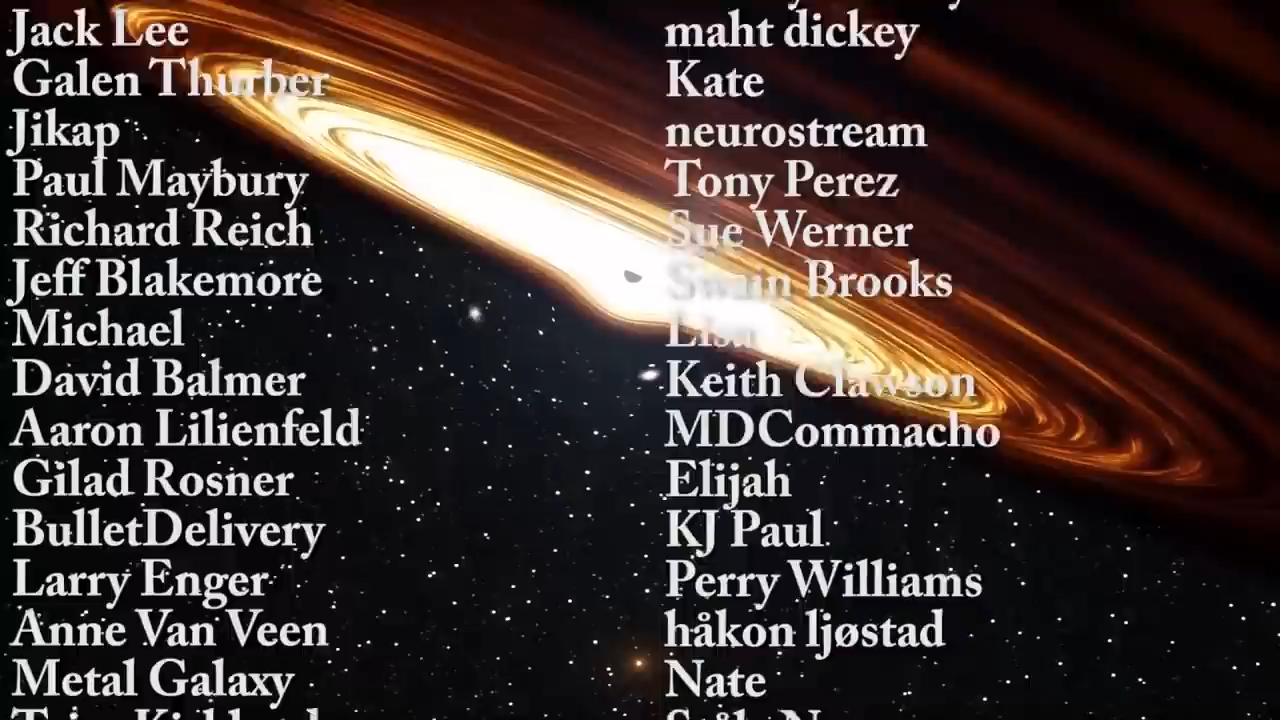 Jack Lee
Galen Thurber
Jikap
Paul Maybury
Richard Reich
Jeff Blakemore
Michael
David Balmer
Aaron Lilienfeld
Gilad Rosner
BulletDelivery
Larry Enger
Anne Van Veen
Metal Galaxy
maht dickey
Kate
neurostream
Tony Perez
Sue Werner
Swain Brooks
Lisa
Keith Clawson
MDCommacho
Elijah
KJ Paul
Perry Williams
håkon ljøstad
Nate